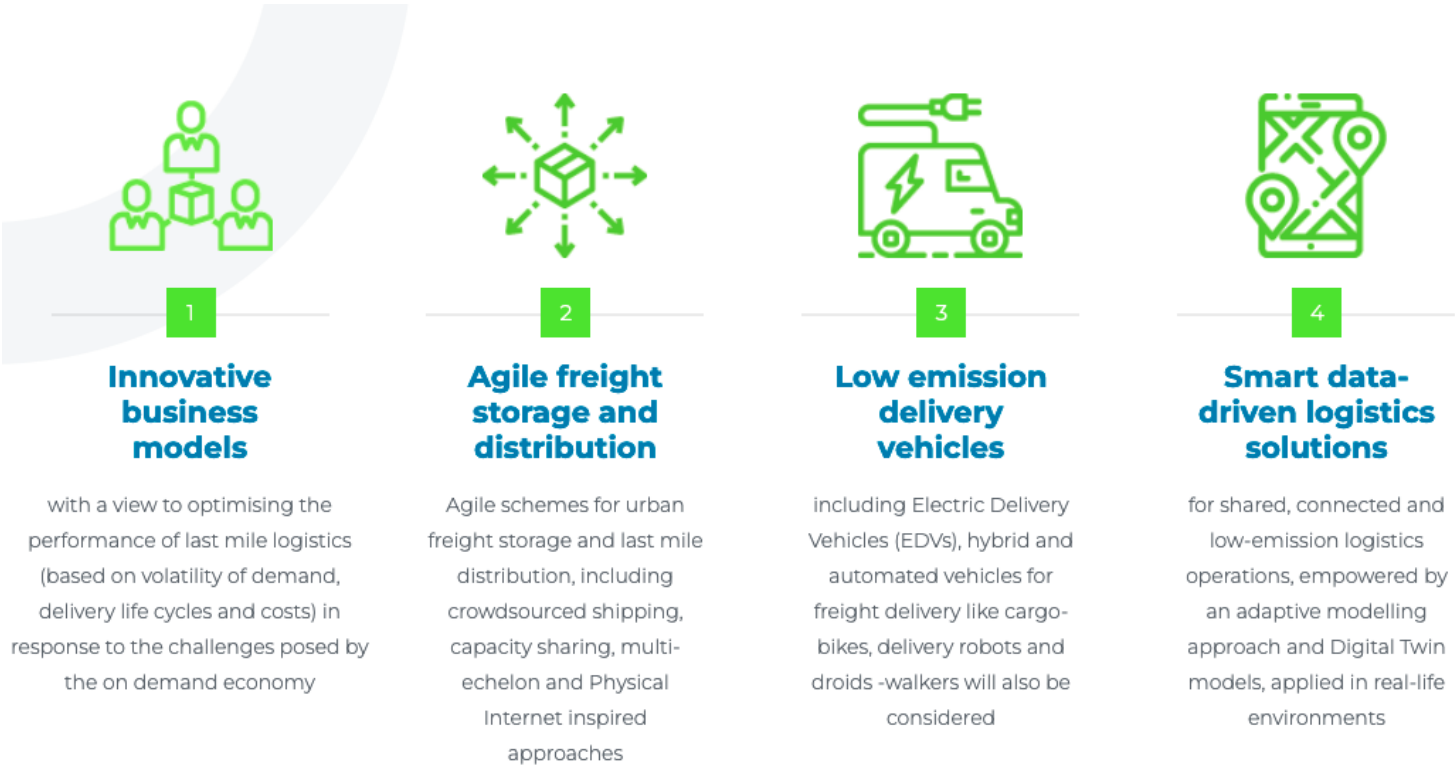 1
Innovative
business
models
with a view to optimising the
performance of last mile logistics
(based on volatility of demand,
delivery life cycles and costs) in
response to the challenges posed by
the on demand economy
2
Agile freight
storage and
distribution
Agile schemes for urban
freight storage and last mile
distribution, including
crowdsourced shipping,
capacity sharing, multi-
echelon and Physical
Internet inspired
approaches
3
Low emission
delivery
vehicles
including Electric Delivery
Vehicles (EDVs), hybrid and
automated vehicles for
freight delivery like cargo-
bikes, delivery robots and
droids -walkers will also be
considered
4
Smart data-
driven logistics
solutions
for shared, connected and
low-emission logistics
operations, empowered by
an adaptive modelling
approach and Digital Twin
models, applied in real-life
environments